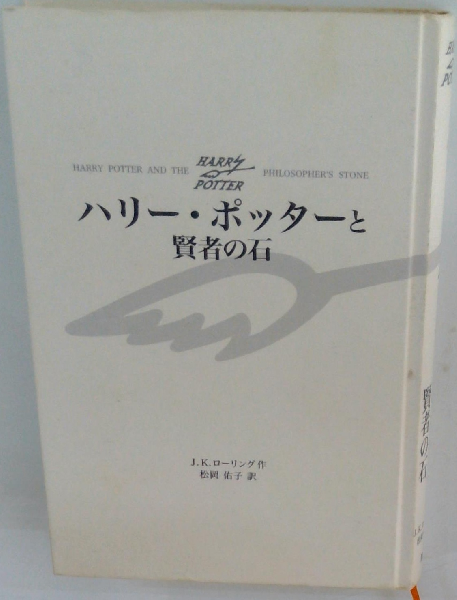 HARRY POTTER AND THE HARRY POTTER PHILOSOPHER'S STONE
ハリー・ポッターと
賢者の石
J.K.ローリング作
松岡 佑子 訳
賢者の石